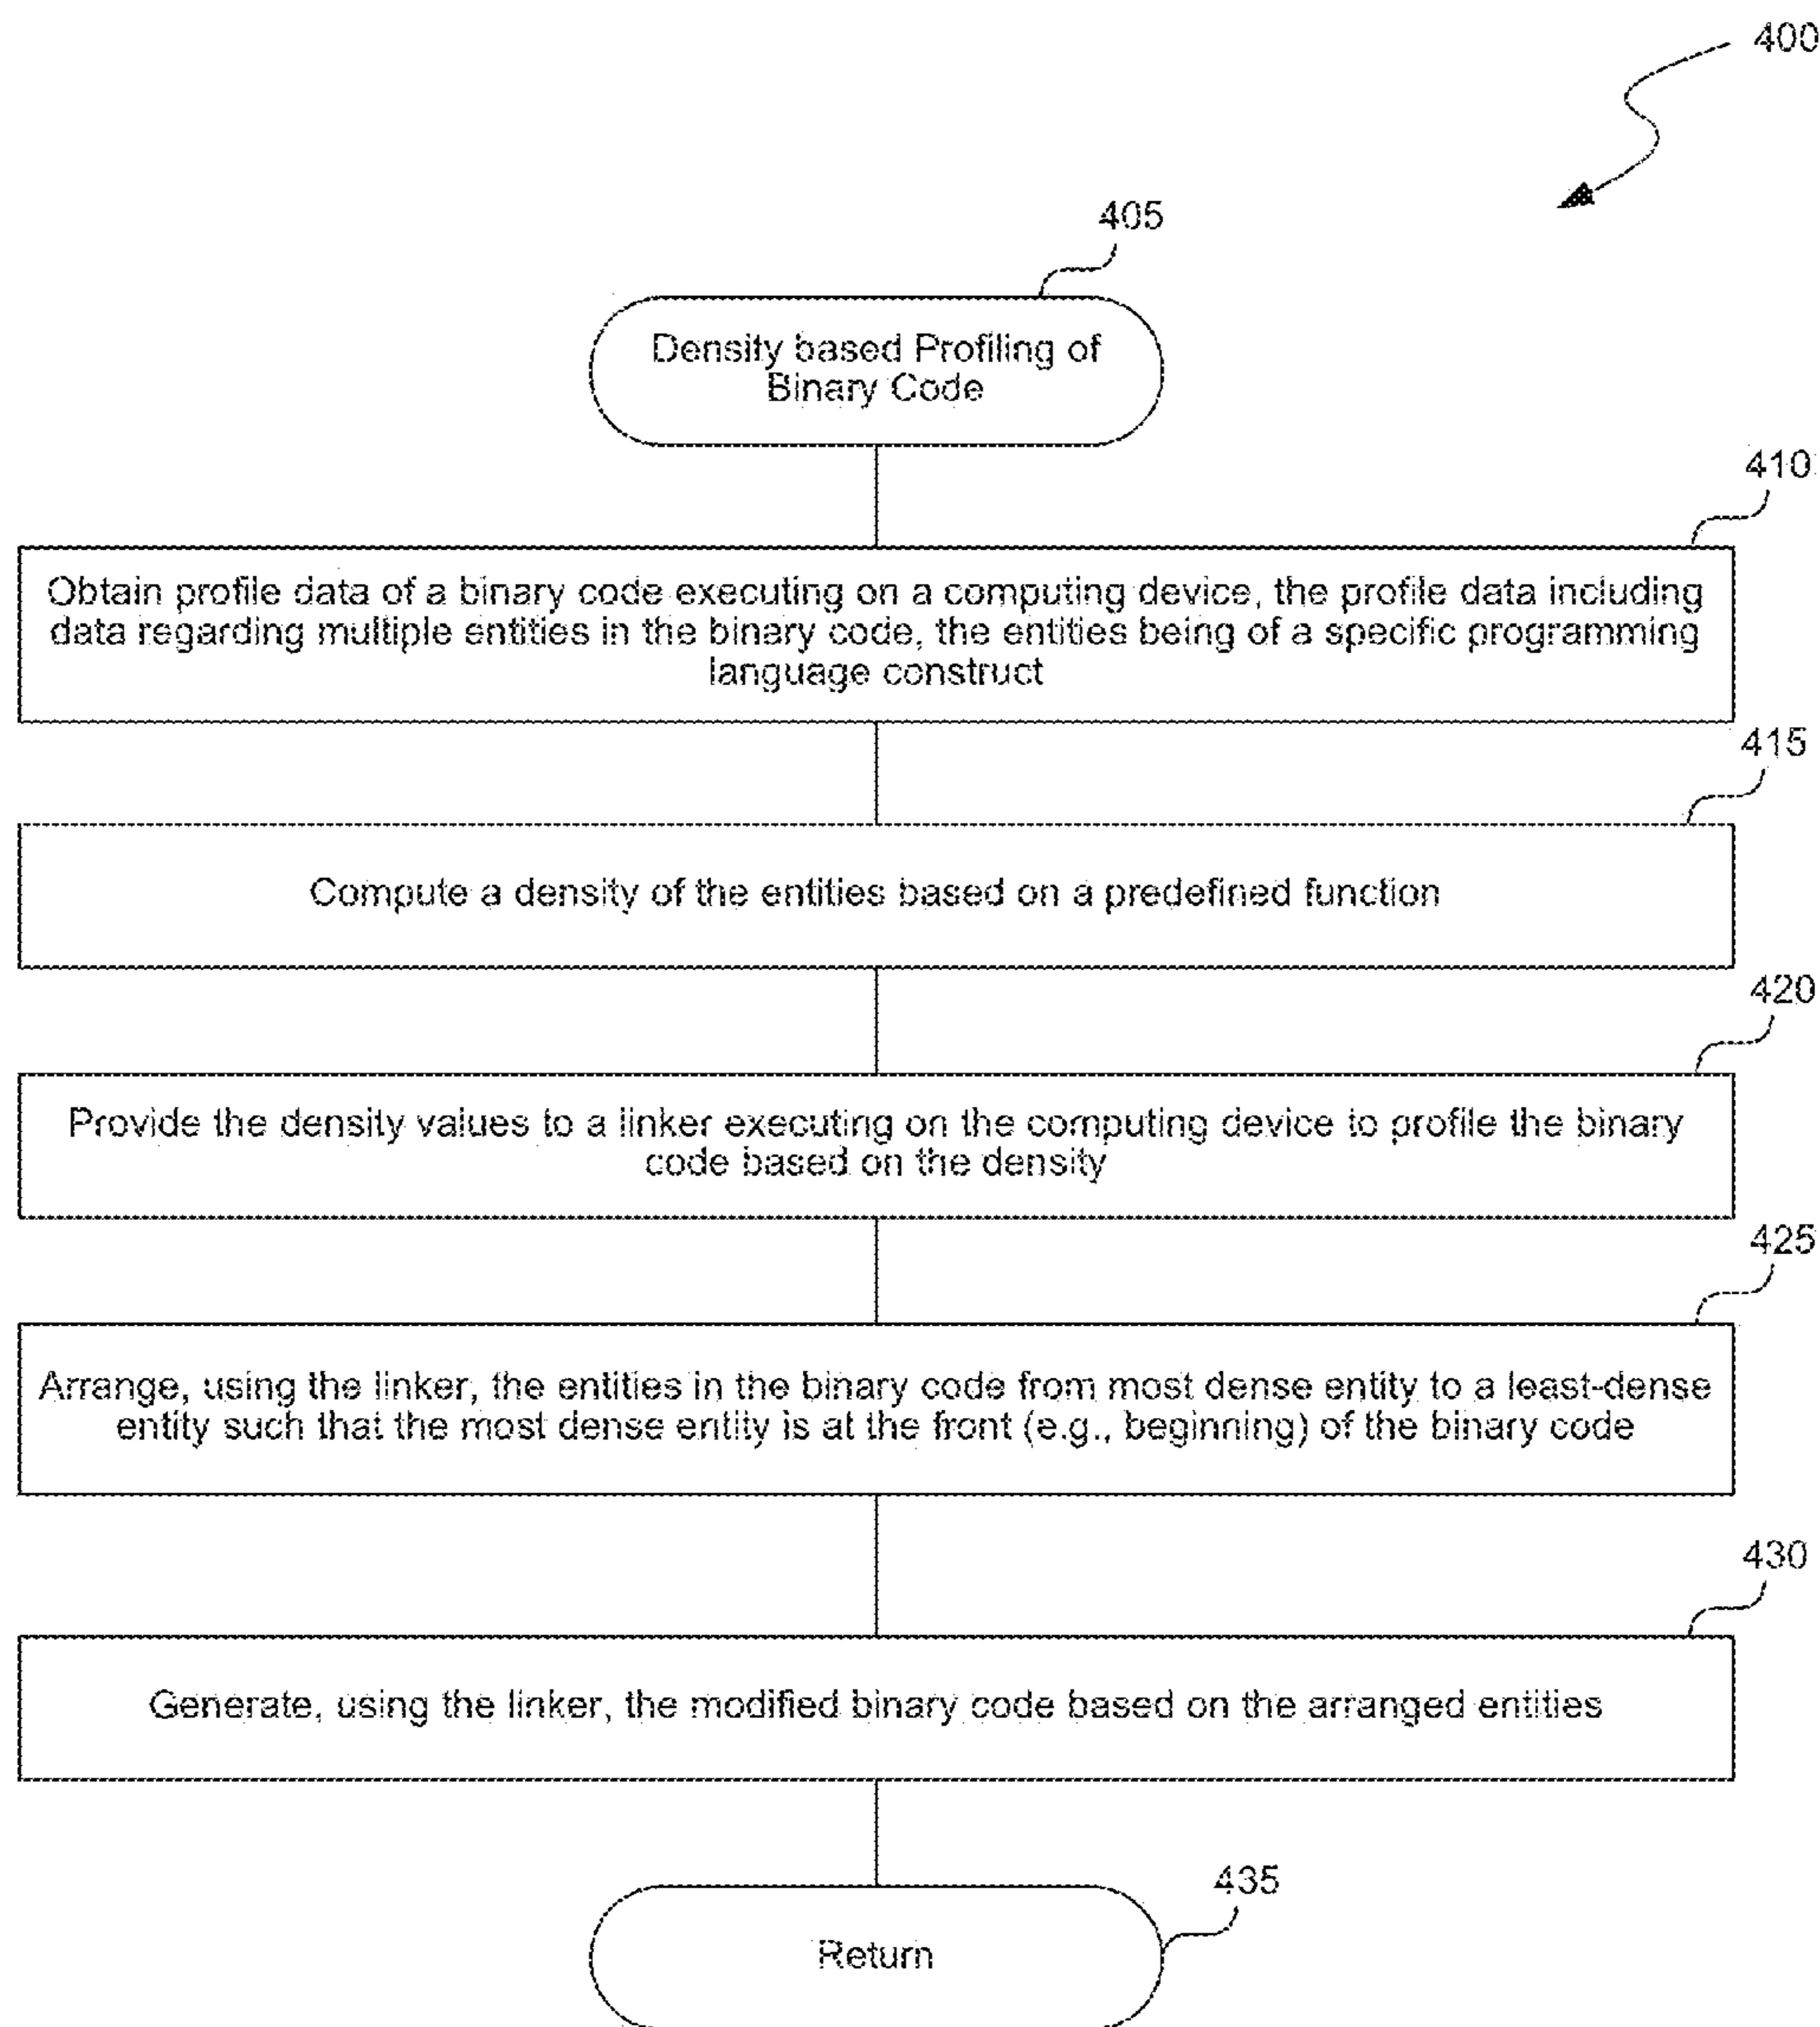 400
405
Density based Profiling of
Binary Code
410
Obtain profile data of a binary code executing on a computing device, the profile data including
data regarding multiple entities in the binary code, the entities being of a specific programming
language construct
415
Compute a density of the entities based on a predefined function
420
Provide the density values to a linker executing on the computing device to profile the binary
code based on the density
425
Arrange, using the linker, the entities in the binary code from most dense entity to a least-dense
entity such that the most dense entity is at the front (e.g., beginning) of the binary code
430
Generate, using the linker, the modified binary code based on the arranged entities
435
Return